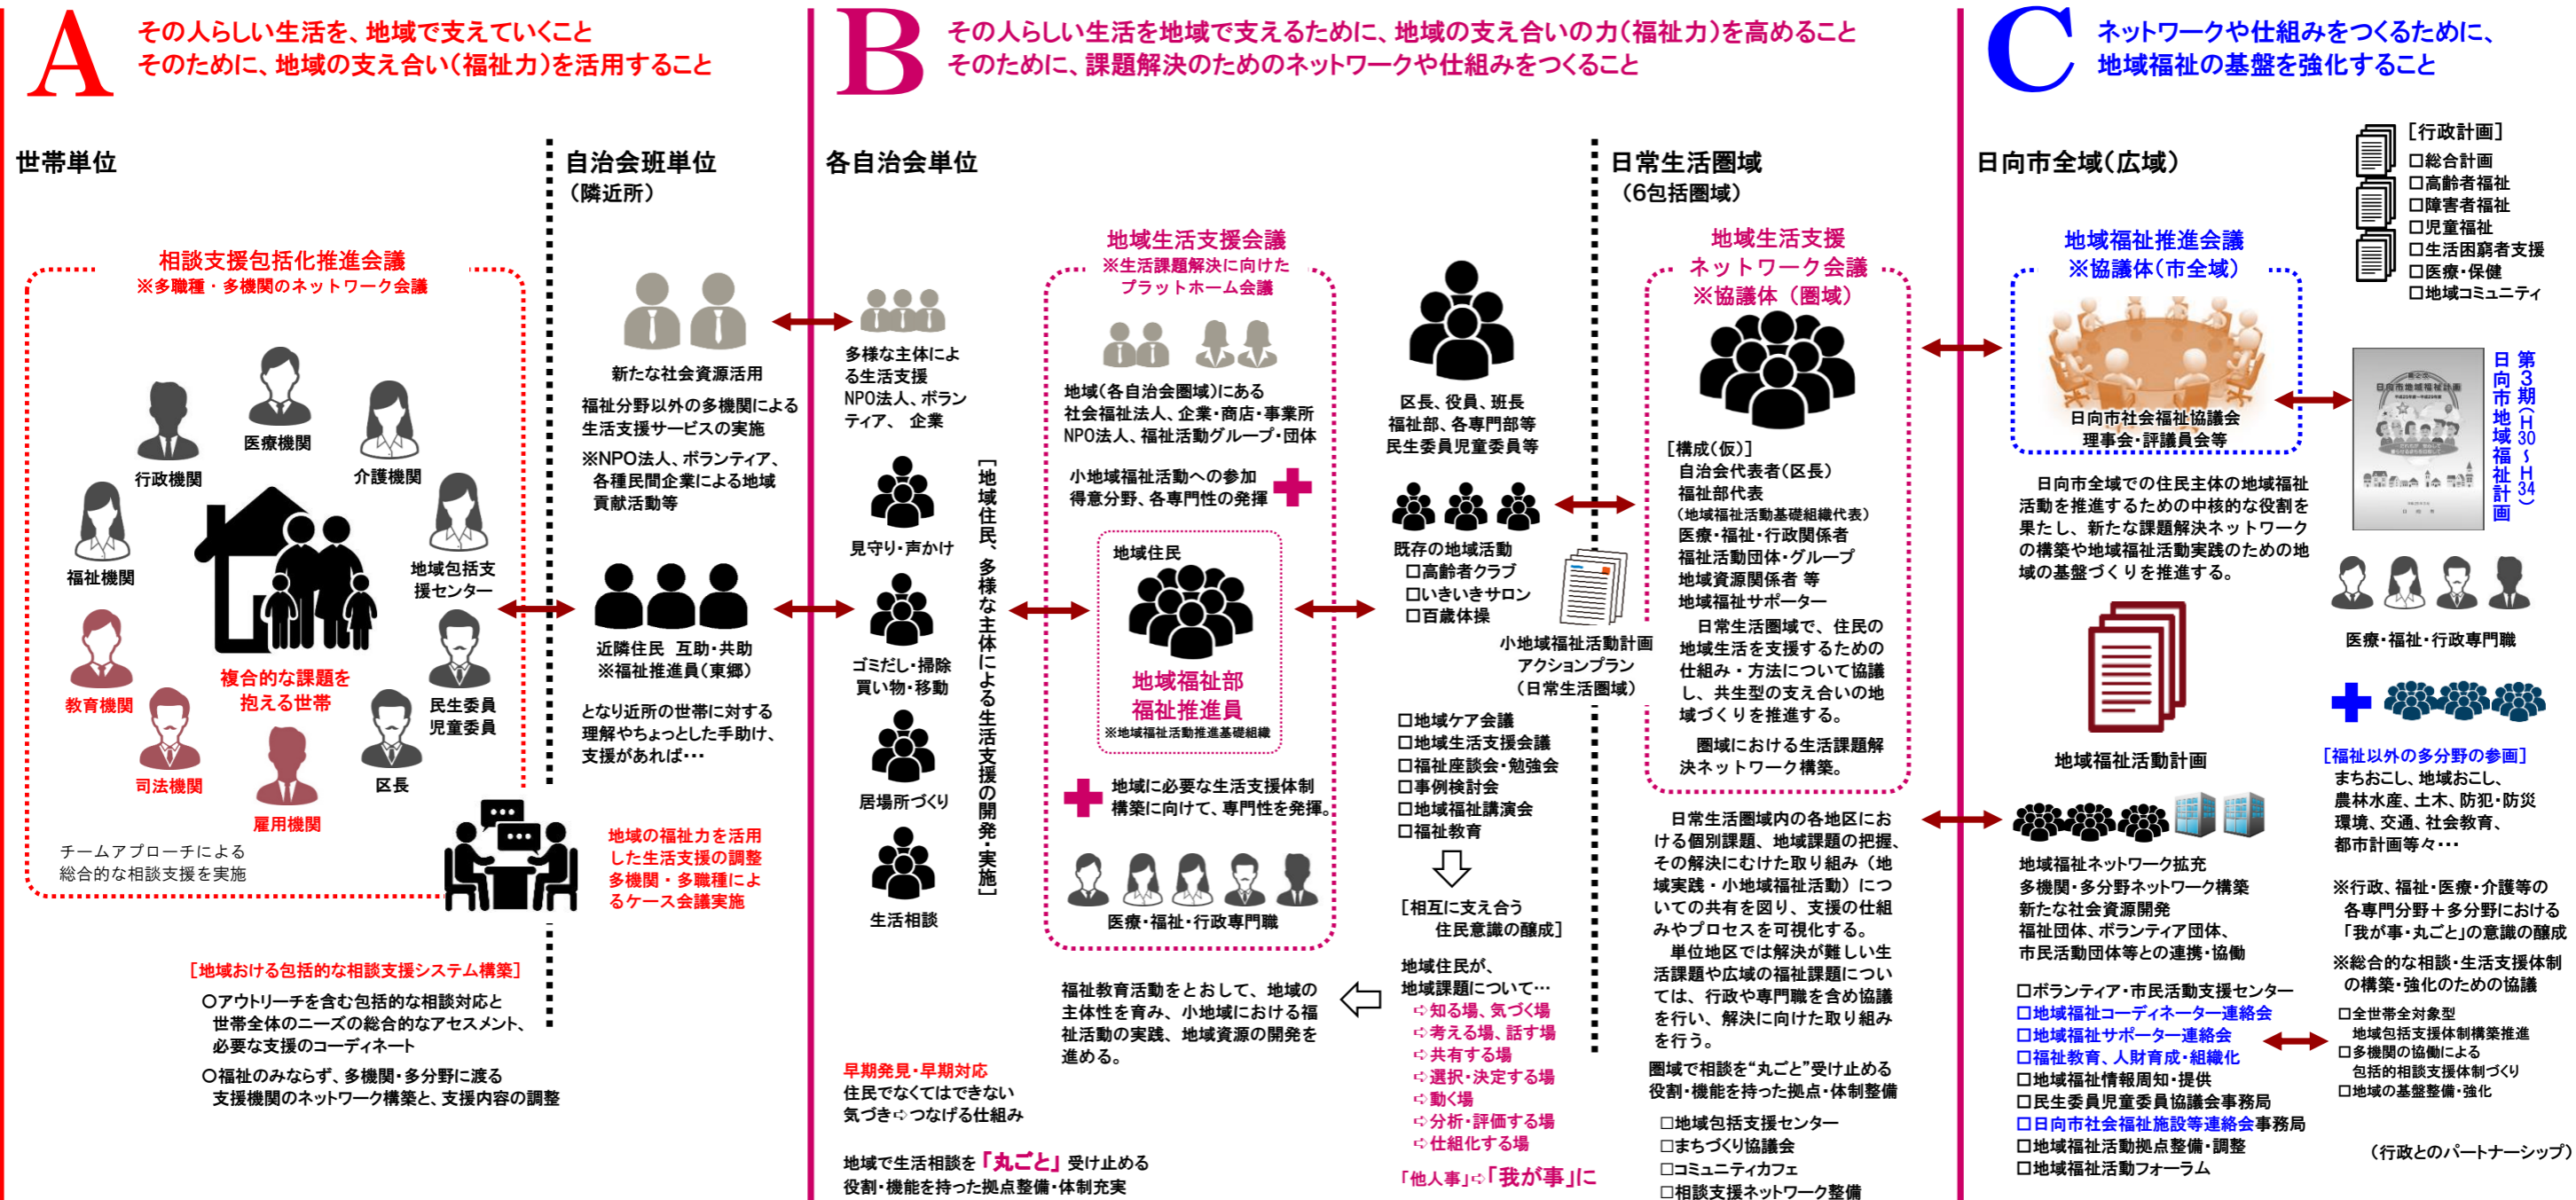 A
その人らしい生活を、地域で支えていくこと
そのために、地域の支え合い(福祉力)を活用すること
世帯単位
相談支援包括化推進会議
※多職種・多機関のネットワーク会議
医療機関
行政機関
介護機関
福祉機関
地域包括支
援センター
教育機関
複合的な課題を
抱える世帯
民生委員
児童委員
司法機関
区長
雇用機関
チームアプローチによる
総合的な相談支援を実施
[地域おける包括的な相談支援システム構築]
○アウトリーチを含む包括的な相談対応と
世帯全体のニーズの総合的なアセスメント、
必要な支援のコーディネート
○福祉のみならず、多機関・多分野に渡る
支援機関のネットワーク構築と、支援内容の調整
自治会班単位
(隣近所)
新たな社会資源活用
福祉分野以外の多機関による
生活支援サービスの実施
※NPO法人、ボランティア、
各種民間企業による地域
貢献活動等
近隣住民 互助・共助
※福祉推進員(東郷)
となり近所の世帯に対する
理解やちょっとした手助け、
支援があれば…
地域の福祉力を活用
した生活支援の調整
多機関・多職種によ
るケース会議実施
B
その人らしい生活を地域で支えるために、地域の支え合いの力(福祉力)を高めること
そのために、課題解決のためのネットワークや仕組みをつくること
各自治会単位
多様な主体によ
る生活支援
NPO法人、ボラン
ティア、 企業
見守り・声かけ
ゴミだし・掃除
買い物・移動
居場所づくり
生活相談
[地域住民、多様な主体による生活支援の開発・実施]
早期発見・早期対応
住民でなくてはできない
気づき⇨つなげる仕組み
地域で生活相談を「丸ごと」受け止める
役割・機能を持った拠点整備・体制充実
地域生活支援会議
※生活課題解決に向けた
プラットホーム会議
地域(各自治会圏域)にある
社会福祉法人、企業・商店・事業所
NPO法人、福祉活動グループ・団体
小地域福祉活動への参加
得意分野、各専門性の発揮
地域住民
地域福祉部
福祉推進員
※地域福祉活動推進基礎組織
地域に必要な生活支援体制
構築に向けて、専門性を発揮。
医療・福祉・行政専門職
福祉教育活動をとおして、地域の
主体性を育み、小地域における福
祉活動の実践、地域資源の開発を
進める。
区長、役員、班長
福祉部、各専門部等
民生委員児童委員等
既存の地域活動
□高齢者クラブ
□いきいきサロン
□百歳体操
小地域福祉活動計画
アクションプラン
(日常生活圏域)
□地域ケア会議
□地域生活支援会議
□福祉座談会・勉強会
□事例検討会
□地域福祉講演会
□福祉教育
[相互に支え合う
住民意識の醸成]
地域住民が、
地域課題について…
⇨知る場、気づく場
⇨考える場、話す場
⇨共有する場
⇨選択・決定する場
⇨動く場
⇨分析・評価する場
⇨仕組化する場
「他人事」⇨「我が事」に
日常生活圏域
(6包括圏域)
地域生活支援
ネットワーク会議
※協議体(圏域)
[構成(仮)]
自治会代表者(区長)
福祉部代表
(地域福祉活動基礎組織代表)
医療・福祉・行政関係者
福祉活動団体・グループ
地域資源関係者 等
地域福祉サポーター
日常生活圏域で、住民の
地域生活を支援するための
仕組み・方法について協議
し、共生型の支え合いの地
域づくりを推進する。
圏域における生活課題解
決ネットワーク構築。
日常生活圏域内の各地区にお
ける個別課題、地域課題の把握、
その解決にむけた取り組み(地
域実践・小地域福祉活動)につ
いての共有を図り、支援の仕組
みやプロセスを可視化する。
単位地区では解決が難しい生
活課題や広域の福祉課題につい
ては、行政や専門職を含め協議
を行い、解決に向けた取り組み
を行う。
圏域で相談を“丸ごと”受け止める
役割・機能を持った拠点・体制整備
□地域包括支援センター
□まちづくり協議会
□コミュニティカフェ
□相談支援ネットワーク整備
C
ネットワークや仕組みをつくるために、
地域福祉の基盤を強化すること
日向市全域(広域)
地域福祉推進会議
※協議体(市全域)
日向市社会福祉協議会
理事会・評議員会等
日向市全域での住民主体の地域福祉
活動を推進するための中核的な役割を
果たし、新たな課題解決ネットワーク
の構築や地域福祉活動実践のための地
域の基盤づくりを推進する。
地域福祉活動計画
地域福祉ネットワーク拡充
多機関・多分野ネットワーク構築
新たな社会資源開発
福祉団体、ボランティア団体、
市民活動団体等との連携・協働
□ボランティア・市民活動支援センター
□地域福祉コーディネーター連絡会
□地域福祉サポーター連絡会
□福祉教育、人財育成・組織化
□地域福祉情報周知・提供
□民生委員児童委員協議会事務局
□日向市社会福祉施設等連絡会事務局
□地域福祉活動拠点整備・調整
□地域福祉活動フォーラム
[行政計画]
□総合計画
□高齢者福祉
□障害者福祉
□児童福祉
□生活困窮者支援
□医療・保健
□地域コミュニティ
日向市地域福祉計画
第3期(H30~H34)
日向市地域福祉計画
医療・福祉・行政専門職
[福祉以外の多分野の参画]
まちおこし、地域おこし、
農林水産、土木、防犯・防災
環境、交通、社会教育、
都市計画等々…
※行政、福祉・医療・介護等の
各専門分野+多分野における
「我が事・丸ごと」の意識の醸成
※総合的な相談・生活支援体制
の構築・強化のための協議
□全世帯全対象型
地域包括支援体制構築推進
□多機関の協働による
包括的相談支援体制づくり
□地域の基盤整備・強化
(行政とのパートナーシップ)